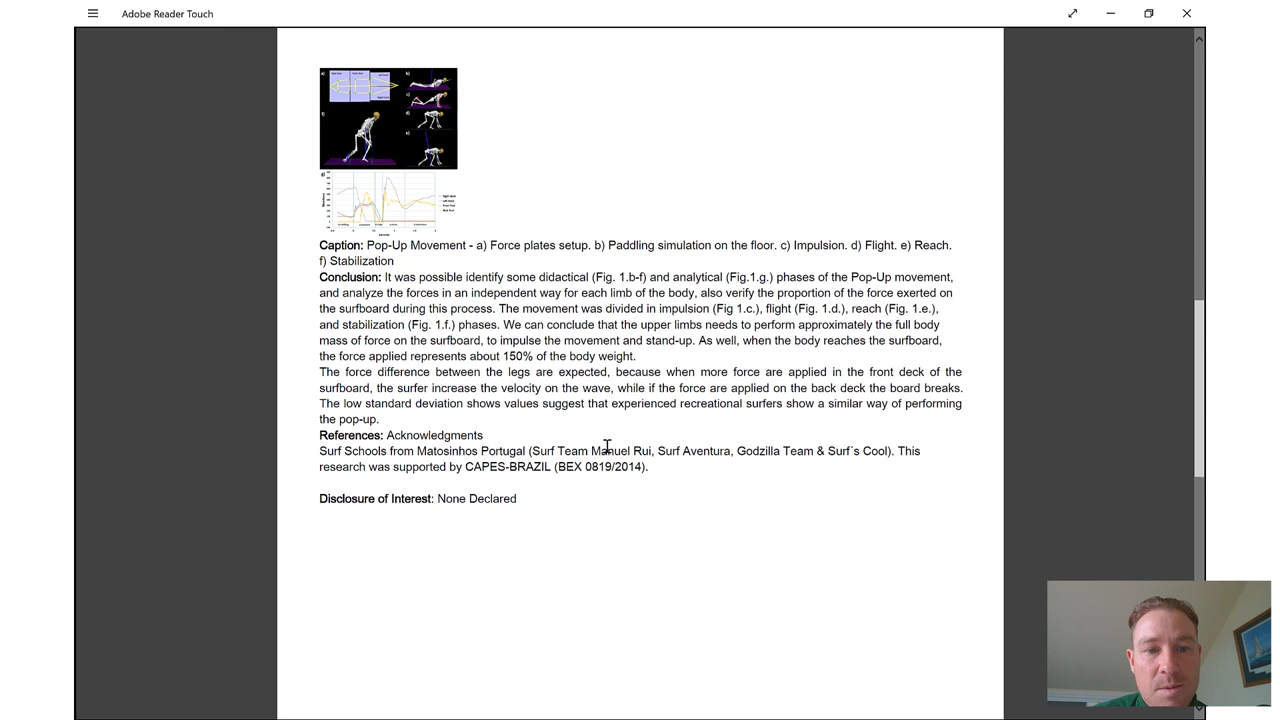 Adobe Reader Touch
a)
b)
c)
d)
e)
f)
g)
Caption: Pop-Up Movement - a) Force plates setup. b) Paddling simulation on the floor. c) Impulsion. d) Flight. e) Reach.
f) Stabilization
Conclusion: It was possible identify some didactical (Fig. 1.b-f) and analytical (Fig.1.g.) phases of the Pop-Up movement,
and analyze the forces in an independent way for each limb of the body, also verify the proportion of the force exerted on
the surfboard during this process. The movement was divided in impulsion (Fig 1.c.), flight (Fig. 1.d.), reach (Fig. 1.e.),
and stabilization (Fig. 1.f.) phases. We can conclude that the upper limbs needs to perform approximately the full body
mass of force on the surfboard, to impulse the movement and stand-up. As well, when the body reaches the surfboard,
the force applied represents about 150% of the body weight.
The force difference between the legs are expected, because when more force are applied in the front deck of the
surfboard, the surfer increase the velocity on the wave, while if the force are applied on the back deck the board breaks.
The low standard deviation shows values suggest that experienced recreational surfers show a similar way of performing
the pop-up.
References: Acknowledgments
Surf Schools from Matosinhos Portugal (Surf Team Manuel Rui, Surf Aventura, Godzilla Team & Surf´s Cool). This
research was supported by CAPES-BRAZIL (BEX 0819/2014).
Disclosure of Interest: None Declared